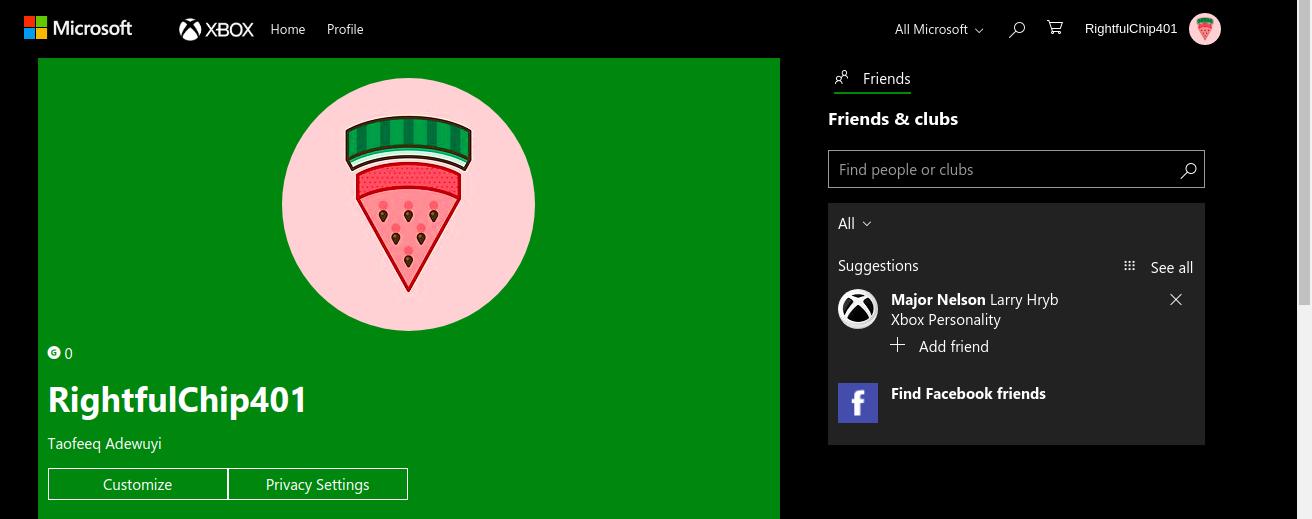 Microsoft
XBOX
Home
Profile
All Microsoft
RightfulChip401
Friends
Friends & clubs
Find people or clubs
All
Suggestions
See all
Major Nelson Larry Hryb
Xbox Personality
Add friend
f
Find Facebook friends
G 0
RightfulChip401
Taofeeq Adewuyi
Customize
Privacy Settings